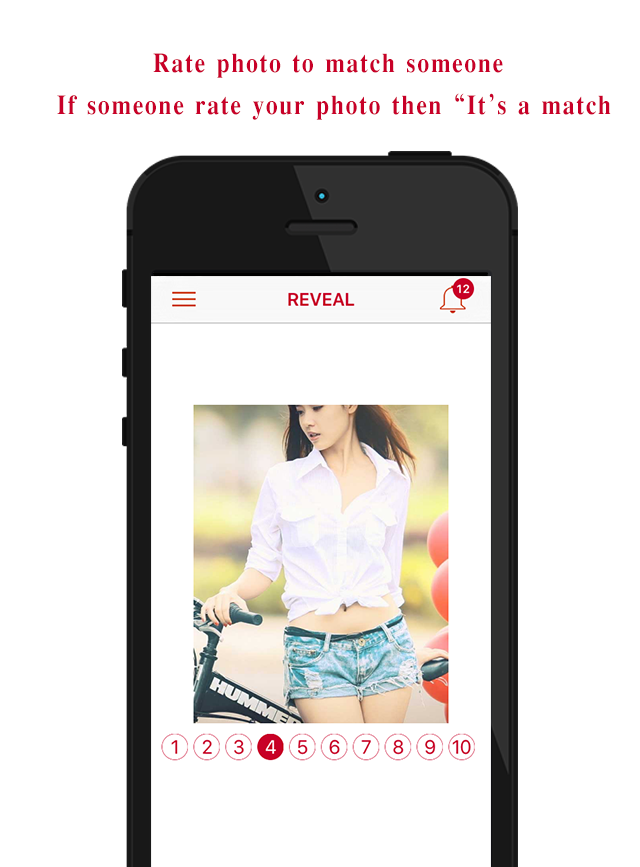 Rate photo to match someone
If someone rate your photo then “It’s a match
REVEAL
12
HUMMER
1 2 3 4 5 6 7 8 9 10